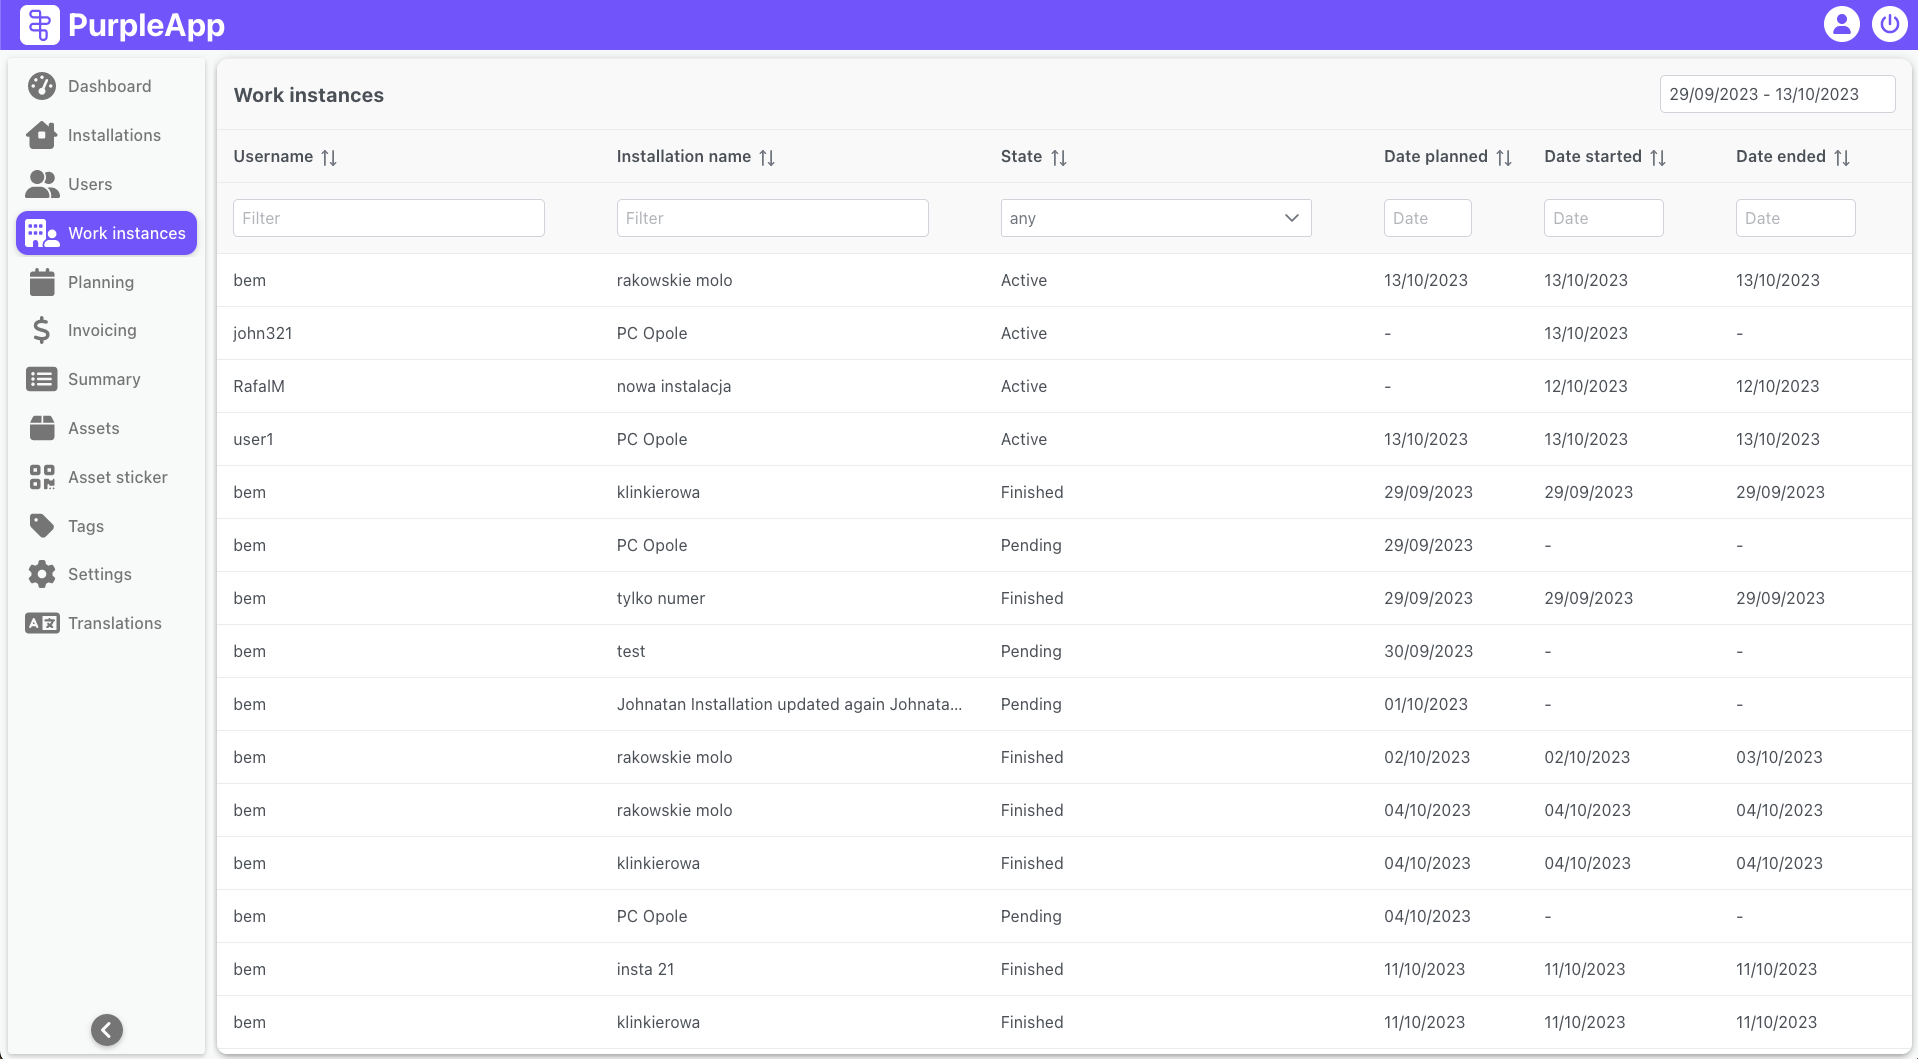 PurpleApp
Dashboard
Installations
Users
Work instances
Planning
Invoicing
Summary
Assets
Asset sticker
Tags
Settings
Translations
Work instances
29/09/2023 - 13/10/2023
Username Installation name State Date planned Date started Date ended
Filter Filter any Date Date Date
bem rakowskie molo Active 13/10/2023 13/10/2023 13/10/2023
john321 PC Opole Active - 13/10/2023 -
RafalM nowa instalacja Active - 12/10/2023 12/10/2023
user1 PC Opole Active 13/10/2023 13/10/2023 13/10/2023
bem klinkierowa Finished 29/09/2023 29/09/2023 29/09/2023
bem PC Opole Pending 29/09/2023 - -
bem tylko numer Finished 29/09/2023 29/09/2023 29/09/2023
bem test Pending 30/09/2023 - -
bem Johnatan Installation updated again Johnata... Pending 01/10/2023 - -
bem rakowskie molo Finished 02/10/2023 02/10/2023 03/10/2023
bem rakowskie molo Finished 04/10/2023 04/10/2023 04/10/2023
bem klinkierowa Finished 04/10/2023 04/10/2023 04/10/2023
bem PC Opole Pending 04/10/2023 - -
bem insta 21 Finished 11/10/2023 11/10/2023 11/10/2023
bem klinkierowa Finished 11/10/2023 11/10/2023 11/10/2023